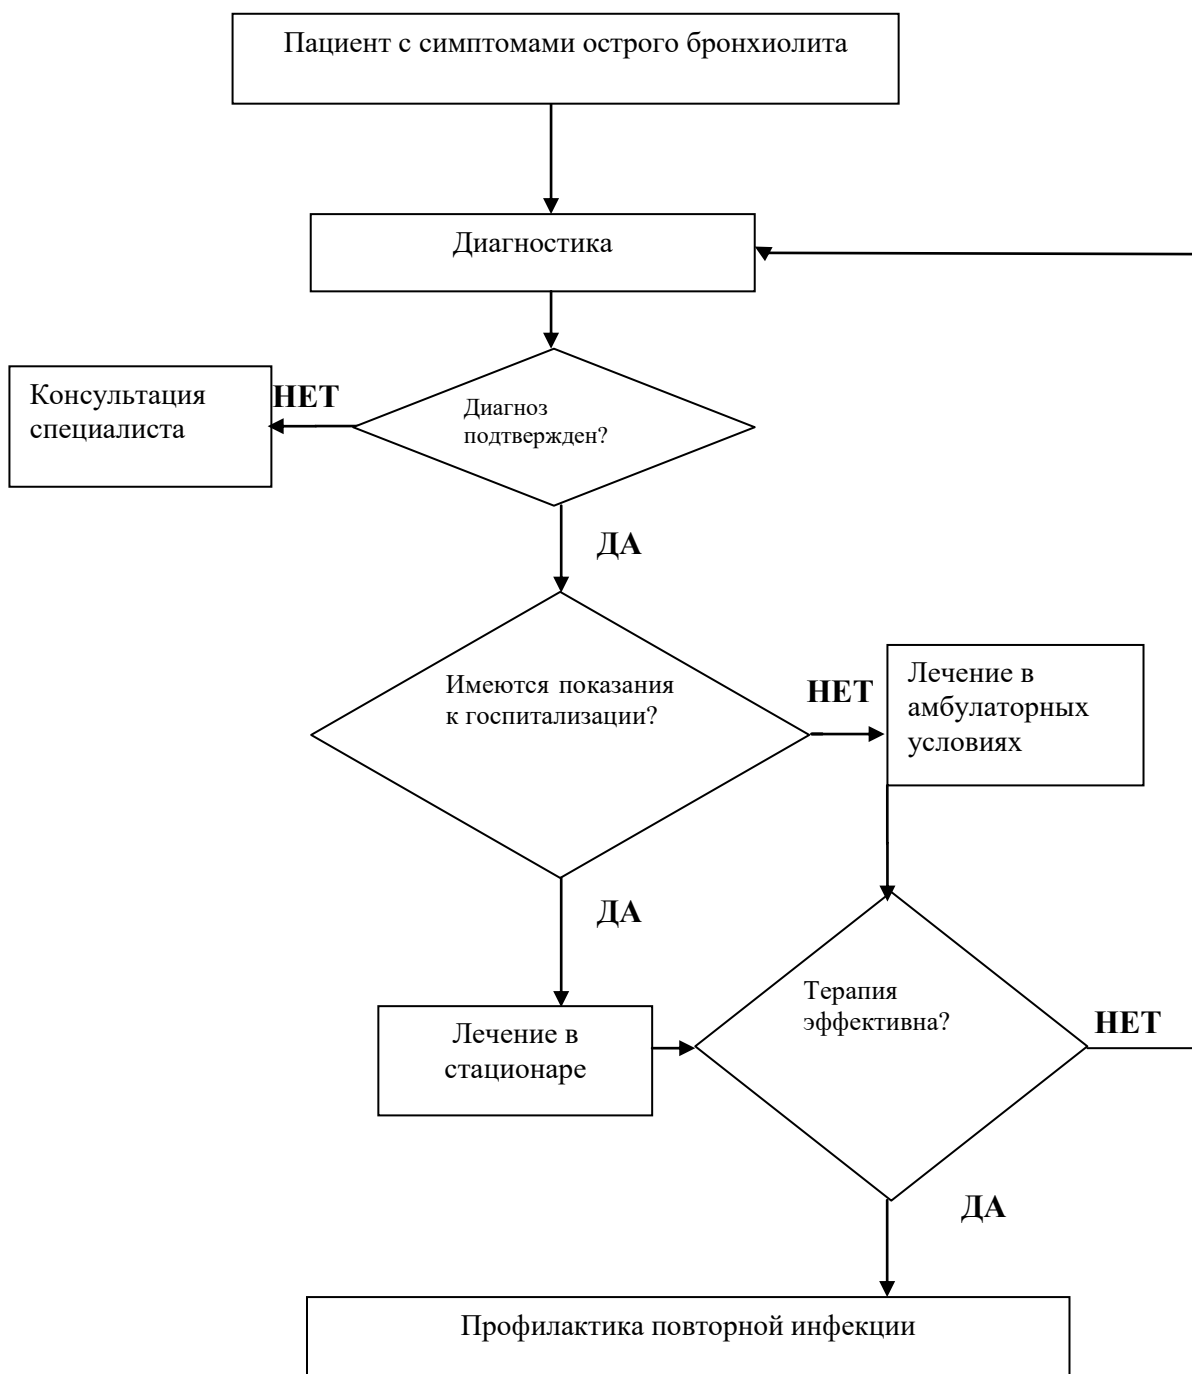 Пациент с симптомами острого бронхиолита
Диагностика
Консультация
специалиста
НЕТ
Диагноз
подтвержден?
ДА
Имеются показания
к госпитализации?
НЕТ
Лечение в
амбулаторных
условиях
ДА
Лечение в
стационаре
Терапия
эффективна?
НЕТ
ДА
Профилактика повторной инфекции